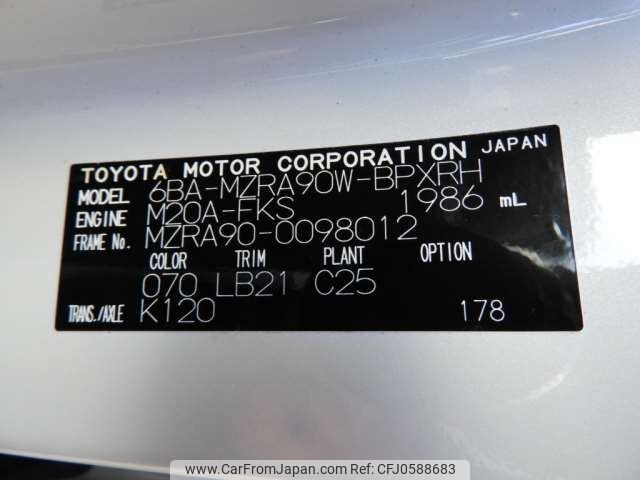 TOYOTA MOTOR CORPORATION JAPAN
MODEL 6BA-MZRA90W-BPXRH
ENGINE M20A-FKS 1986 mL
FRAME No. MZRA90-0098012
COLOR TRIM PLANT OPTION
070 LB21 C25
TRANS./AXLE K120 178
www.CarFromJapan.com | REF NO. CFJ0588683